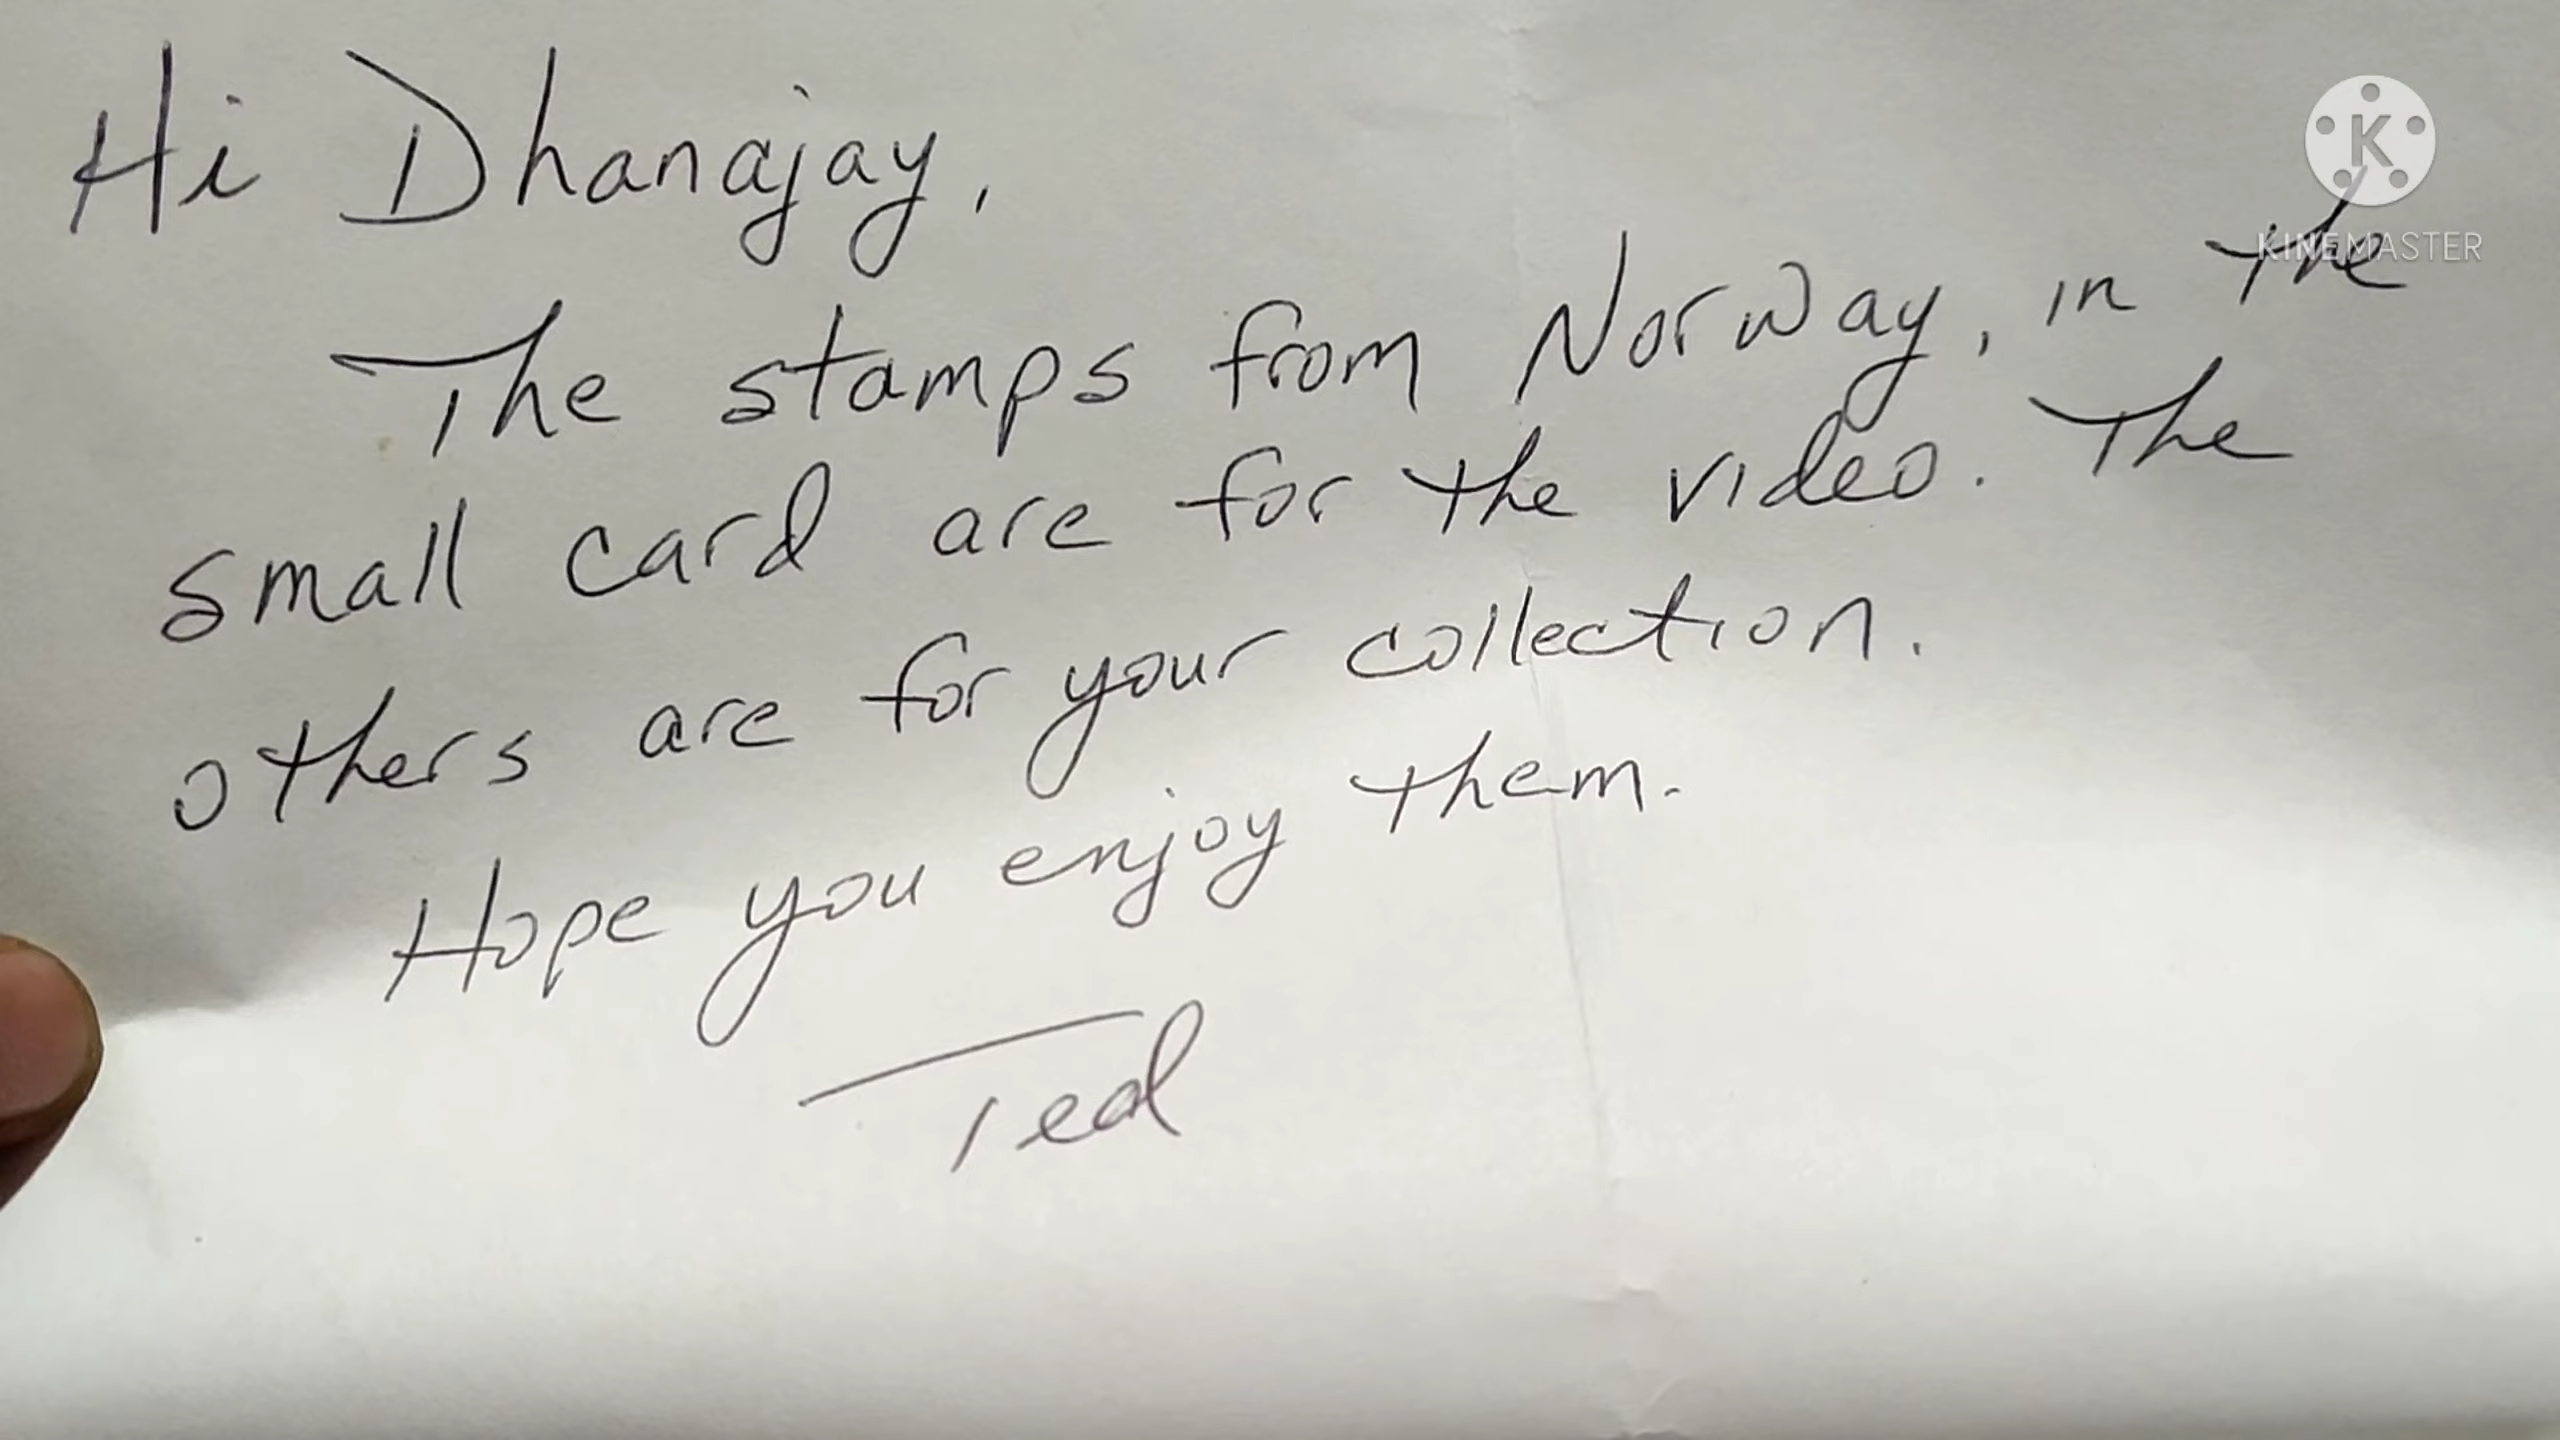 Hi Dhanajay,
The stamps from Norway, in the
small card are for the video. The
others are for your collection.
Hope you enjoy them.
Ted
K
KINEMASTER